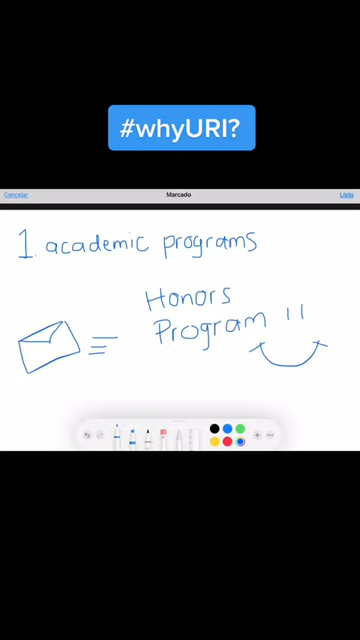 #whyURI?
Cancelar Marcado Listo
1. academic programs
Honors
Program